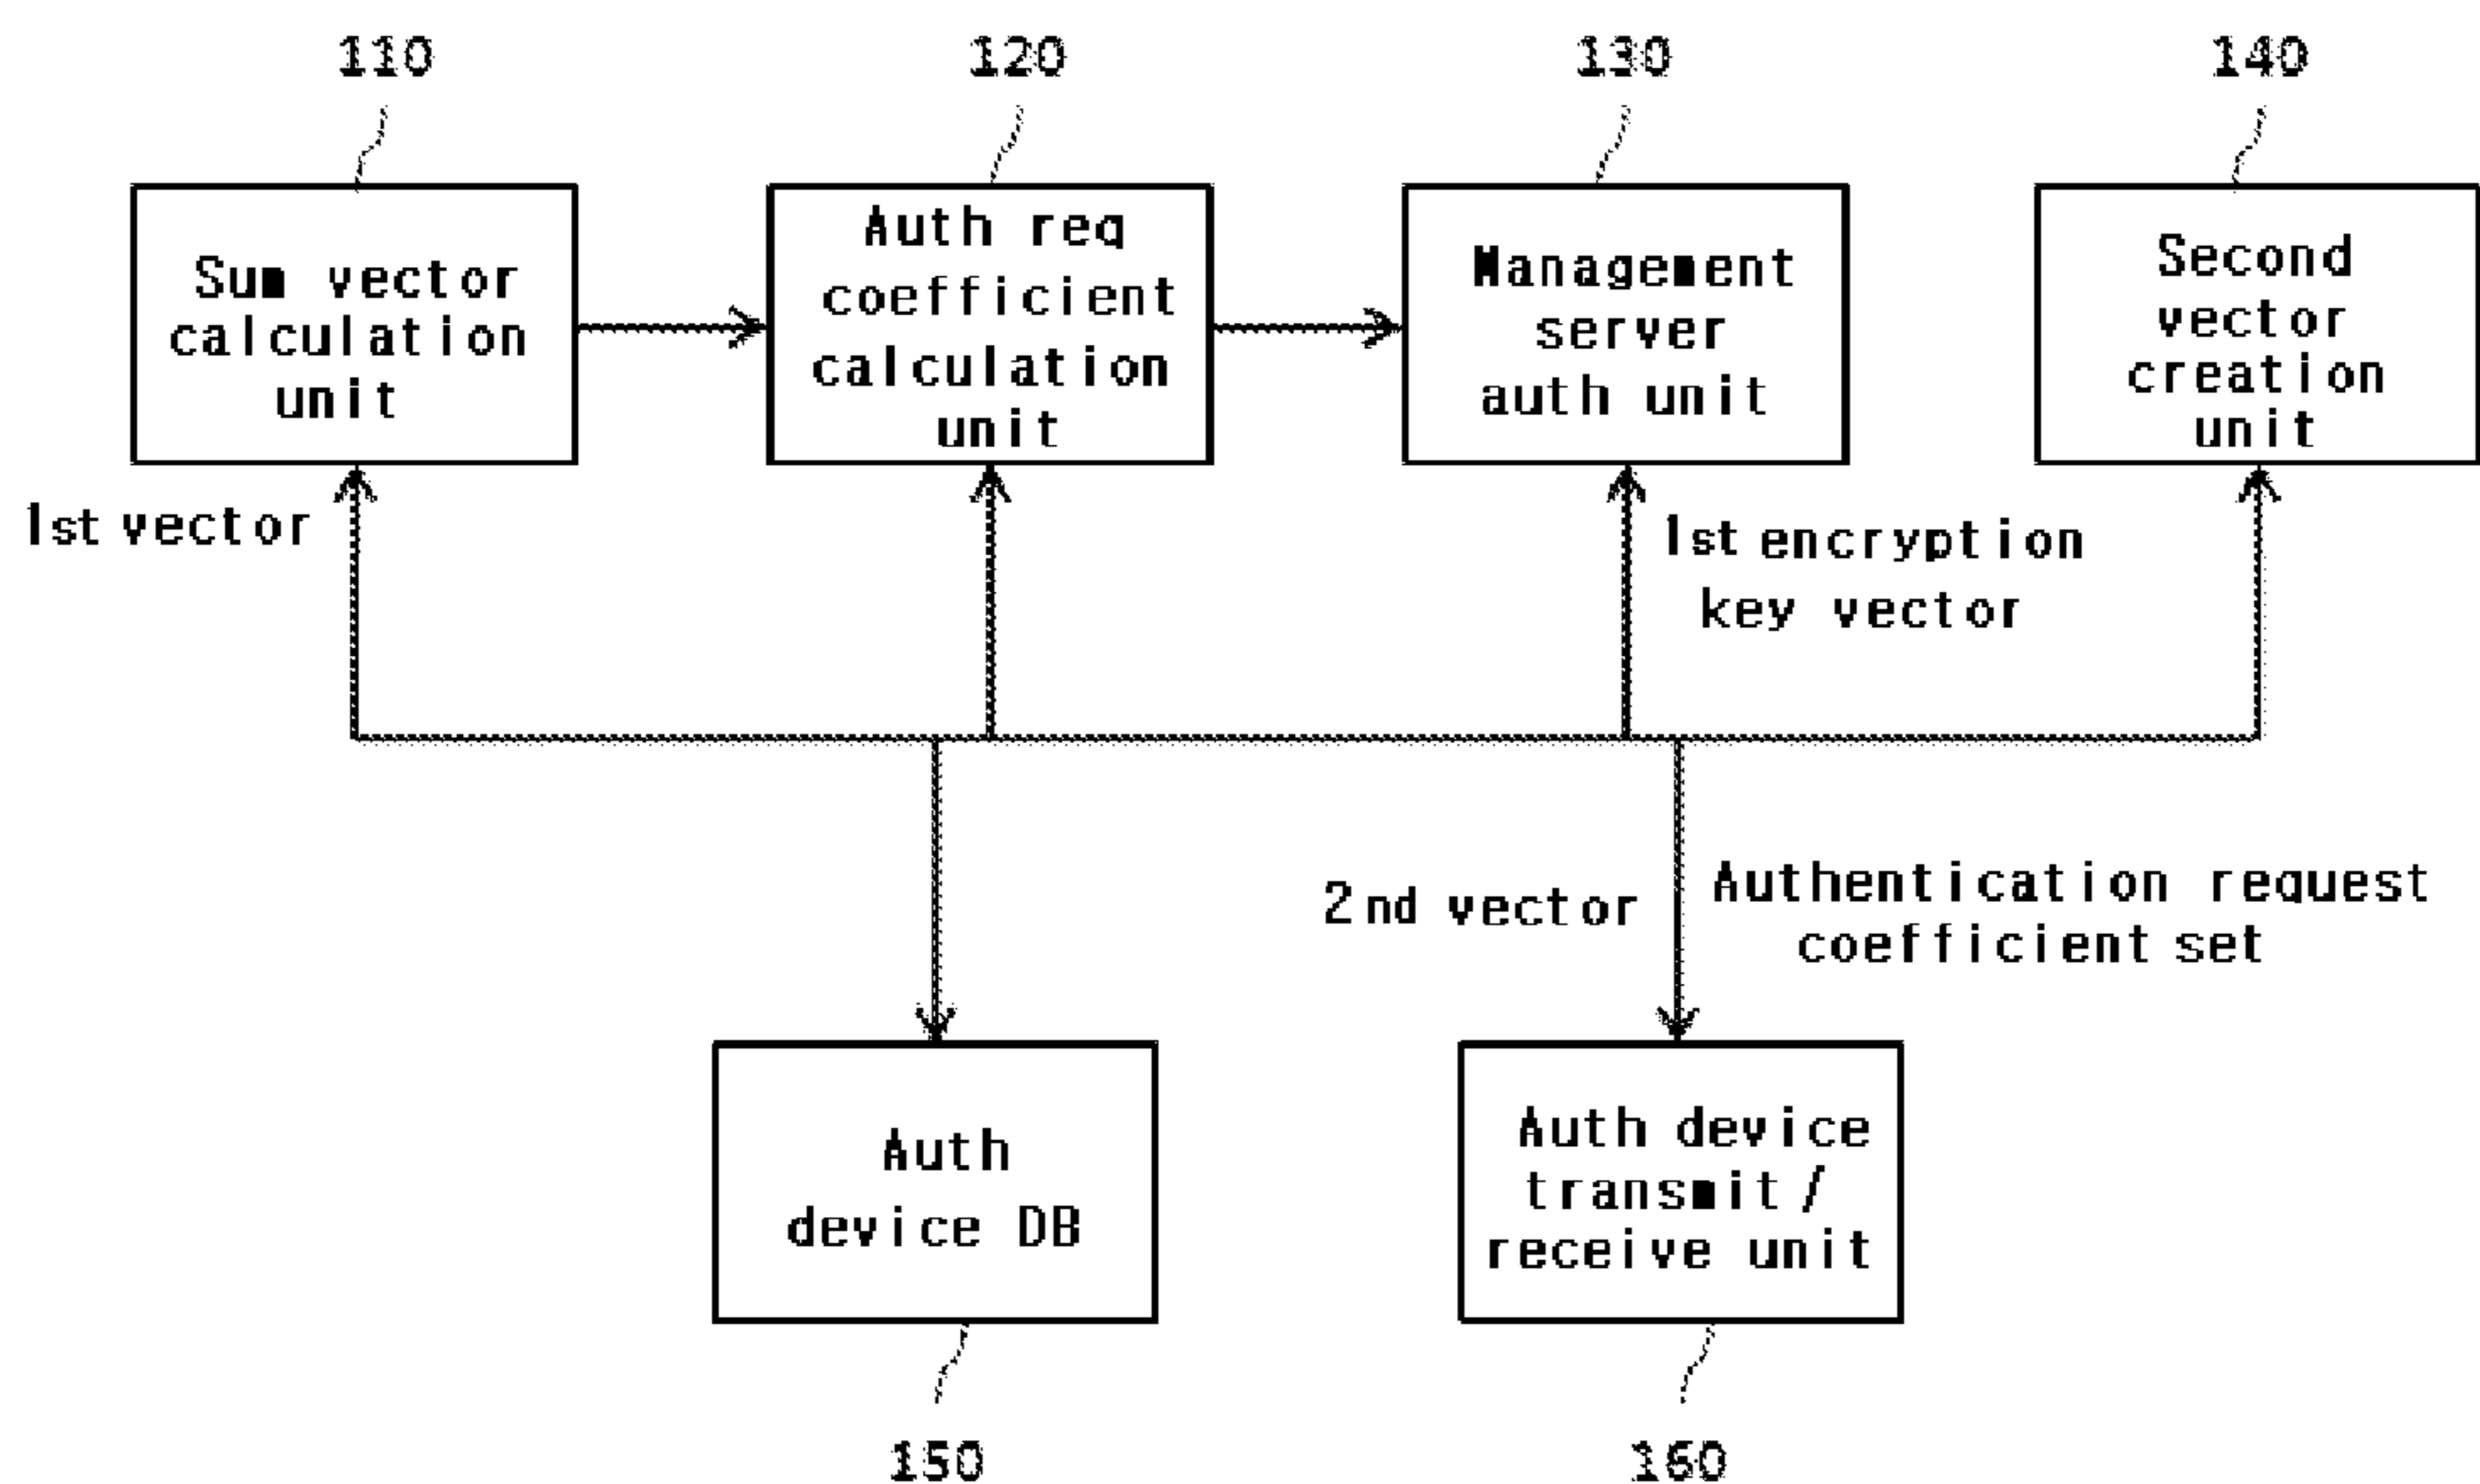 110
120
130
140
Sum vector
calculation
unit
Auth req
coefficient
calculation
unit
Management
server
auth unit
Second
vector
creation
unit
1st vector
1st encryption
key vector
2nd vector
Authentication request
coefficient set
Auth
device DB
Auth device
transmit/
receive unit
150
160